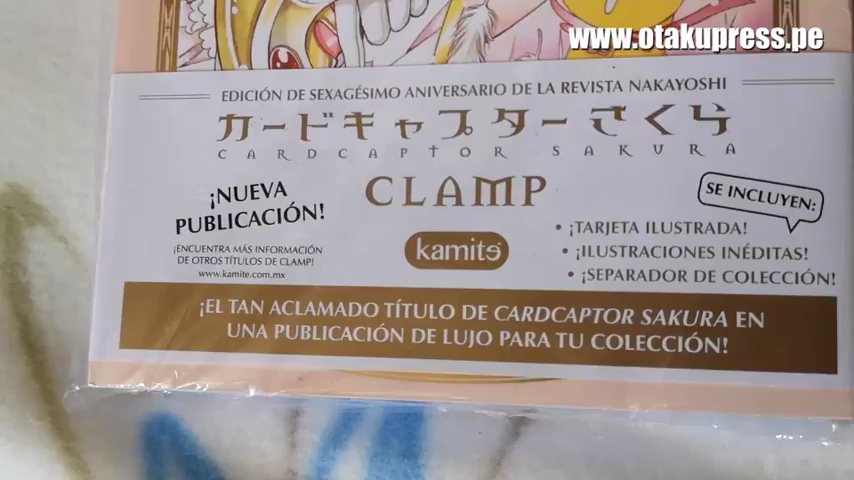 www.otakupress.pe
EDICIÓN DE SEXAGÉSIMO ANIVERSARIO DE LA REVISTA NAKAYOSHI
カードキャプターさくら
CARDCAPTOR SAKURA
¡NUEVA
PUBLICACIÓN!
¡ENCUENTRA MÁS INFORMACIÓN
DE OTROS TÍTULOS DE CLAMP!
www.kamite.com.mx
CLAMP
kamite
SE INCLUYEN:
• ¡TARJETA ILUSTRADA!
• ¡ILUSTRACIONES INÉDITAS!
• ¡SEPARADOR DE COLECCIÓN!
¡EL TAN ACLAMADO TÍTULO DE CARDCAPTOR SAKURA EN
UNA PUBLICACIÓN DE LUJO PARA TU COLECCIÓN!